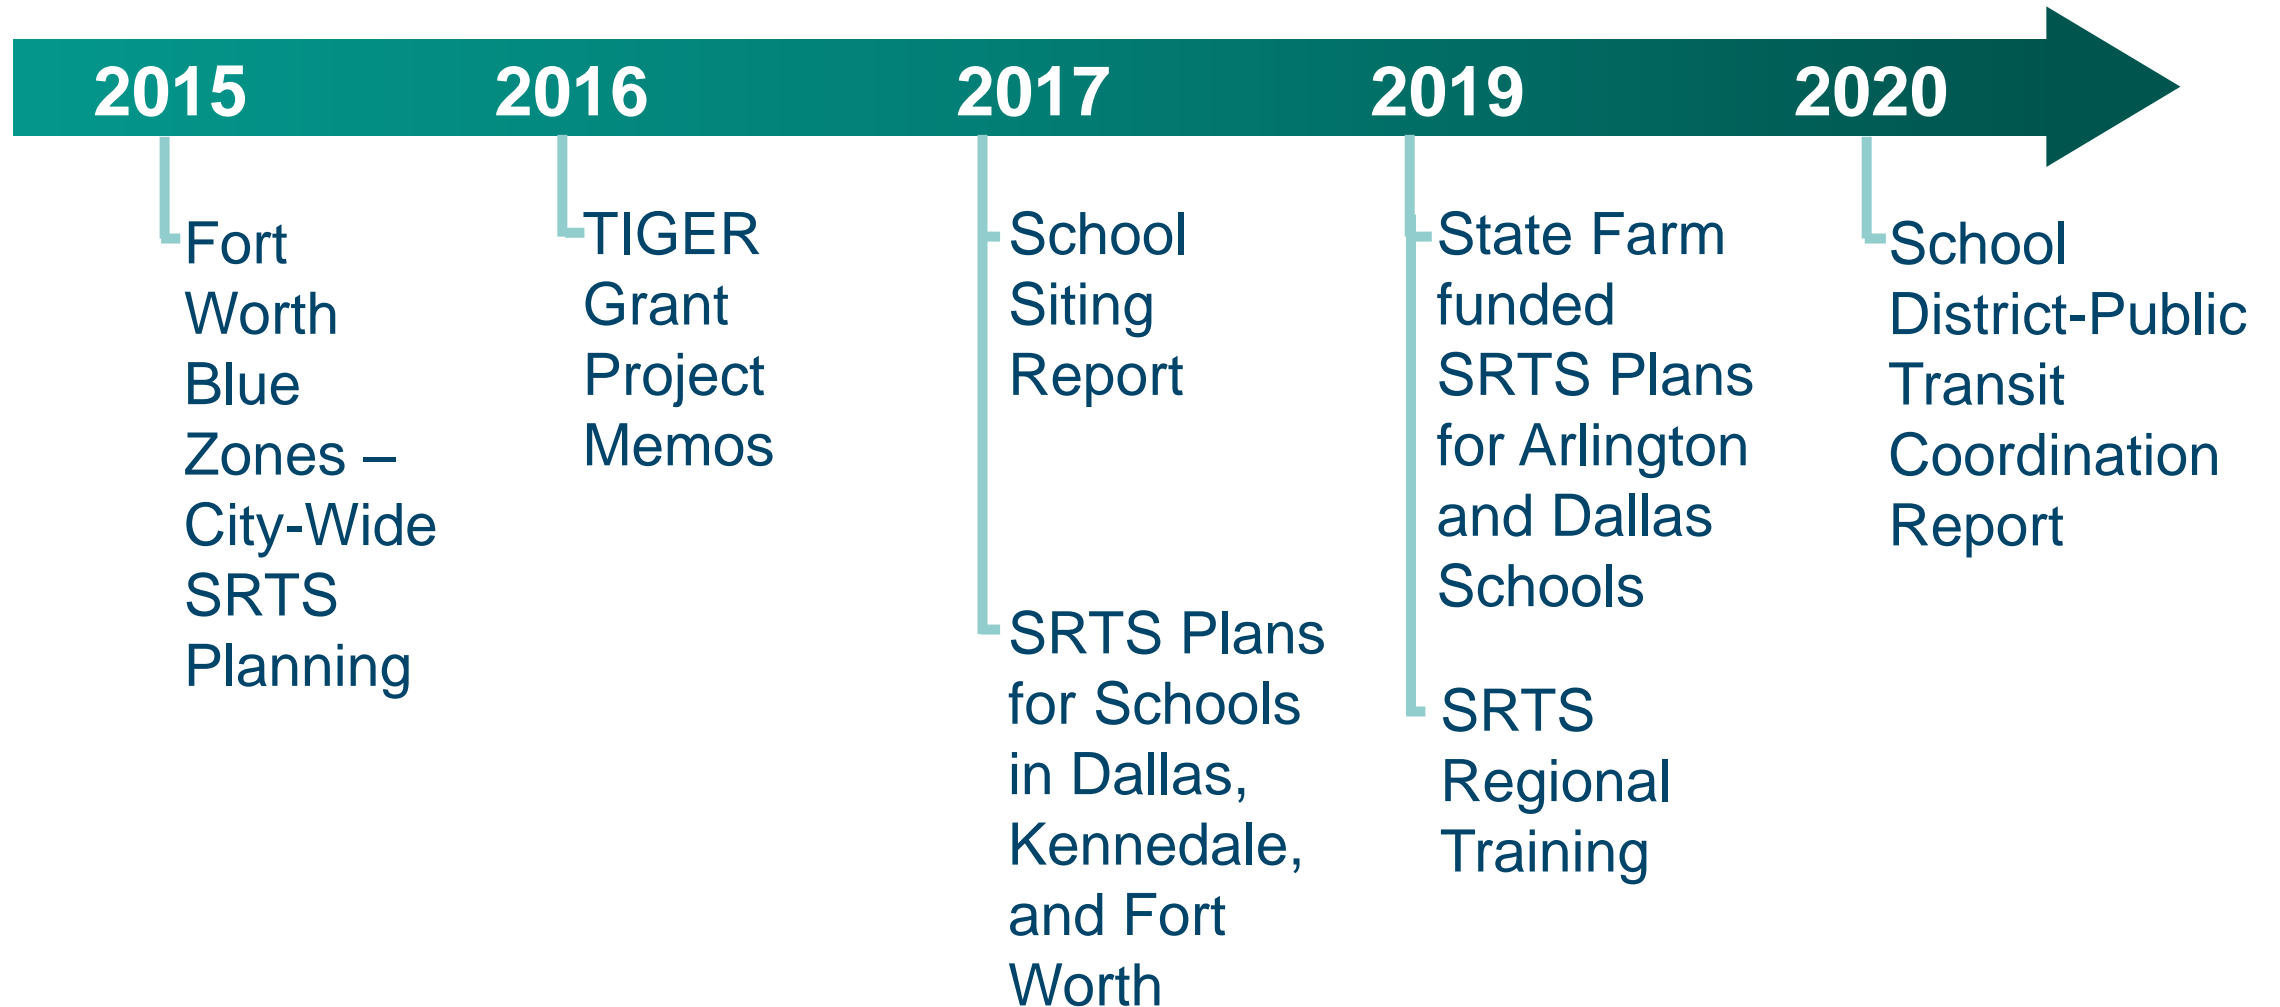 2015
2016
2017
2019
2020
Fort
Worth
Blue
Zones –
City-Wide
SRTS
Planning
TIGER
Grant
Project
Memos
School
Siting
Report
SRTS Plans
for Schools
in Dallas,
Kennedale,
and Fort
Worth
State Farm
funded
SRTS Plans
for Arlington
and Dallas
Schools
SRTS
Regional
Training
School
District-Public
Transit
Coordination
Report